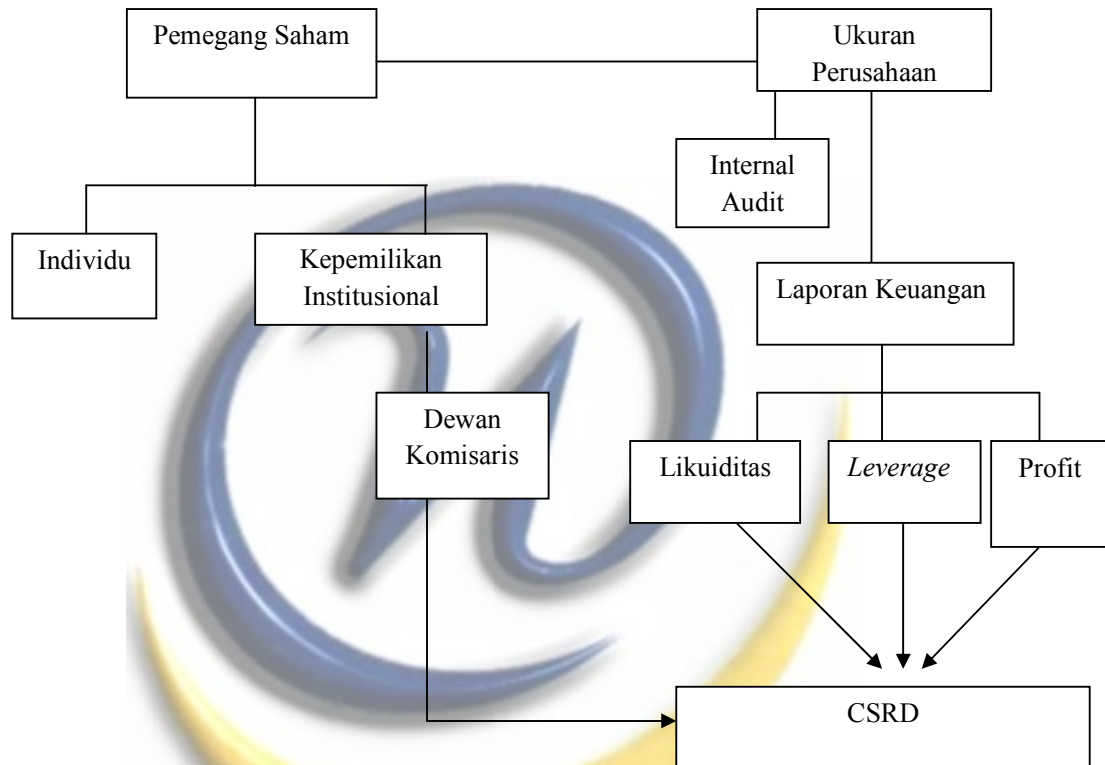 Pemegang Saham
Ukuran
Perusahaan
Internal
Audit
Individu
Kepemilikan
Institusional
Laporan Keuangan
Dewan
Komisaris
Likuiditas
Leverage
Profit
CSRD